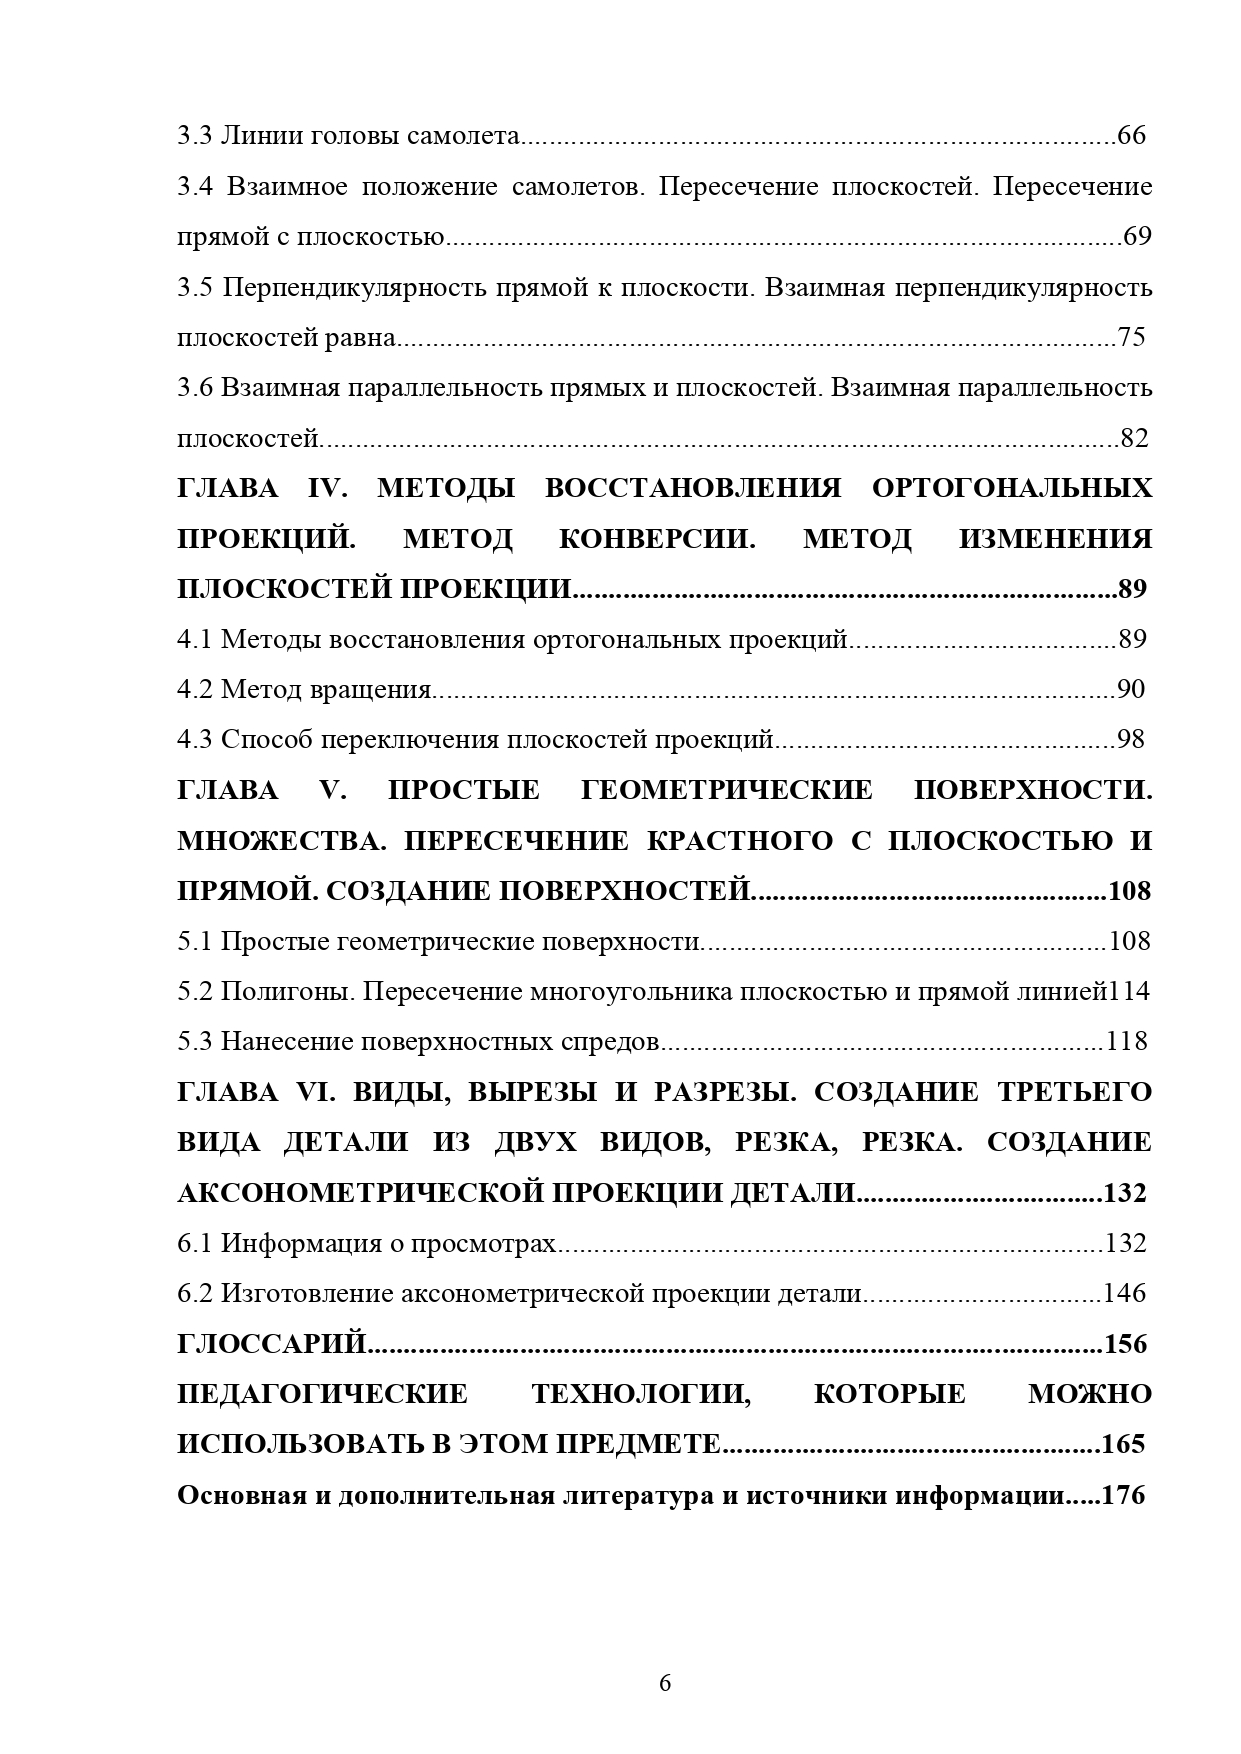 3.3 Линии головы самолета..................................................................................66
3.4 Взаимное положение самолетов. Пересечение плоскостей. Пересечение
прямой с плоскостью.............................................................................................69
3.5 Перпендикулярность прямой к плоскости. Взаимная перпендикулярность
плоскостей равна...................................................................................................75
3.6 Взаимная параллельность прямых и плоскостей. Взаимная параллельность
плоскостей..............................................................................................................82
ГЛАВА IV. МЕТОДЫ ВОССТАНОВЛЕНИЯ ОРТОГОНАЛЬНЫХ
ПРОЕКЦИЙ. МЕТОД КОНВЕРСИИ. МЕТОД ИЗМЕНЕНИЯ
ПЛОСКОСТЕЙ ПРОЕКЦИИ...........................................................................89
4.1 Методы восстановления ортогональных проекций.....................................89
4.2 Метод вращения..............................................................................................90
4.3 Способ переключения плоскостей проекций...............................................98
ГЛАВА V. ПРОСТЫЕ ГЕОМЕТРИЧЕСКИЕ ПОВЕРХНОСТИ.
МНОЖЕСТВА. ПЕРЕСЕЧЕНИЕ КРАСТНОГО С ПЛОСКОСТЬЮ И
ПРЯМОЙ. СОЗДАНИЕ ПОВЕРХНОСТЕЙ.................................................108
5.1 Простые геометрические поверхности........................................................108
5.2 Полигоны. Пересечение многоугольника плоскостью и прямой линией114
5.3 Нанесение поверхностных спредов.............................................................118
ГЛАВА VI. ВИДЫ, ВЫРЕЗЫ И РАЗРЕЗЫ. СОЗДАНИЕ ТРЕТЬЕГО
ВИДА ДЕТАЛИ ИЗ ДВУХ ВИДОВ, РЕЗКА, РЕЗКА. СОЗДАНИЕ
АКСОНОМЕТРИЧЕСКОЙ ПРОЕКЦИИ ДЕТАЛИ..................................132
6.1 Информация о просмотрах...........................................................................132
6.2 Изготовление аксонометрической проекции детали.................................146
ГЛОССАРИЙ.....................................................................................................156
ПЕДАГОГИЧЕСКИЕ ТЕХНОЛОГИИ, КОТОРЫЕ МОЖНО
ИСПОЛЬЗОВАТЬ В ЭТОМ ПРЕДМЕТЕ....................................................165
Основная и дополнительная литература и источники информации.....176
6